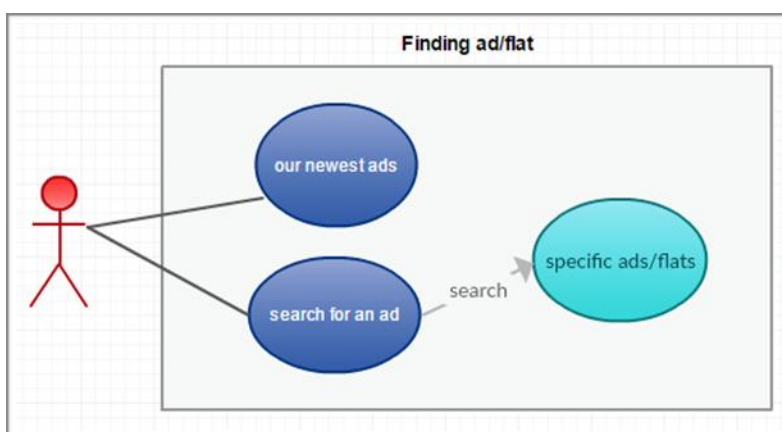 Finding ad/flat
our newest ads
specific ads/flats
search
search for an ad